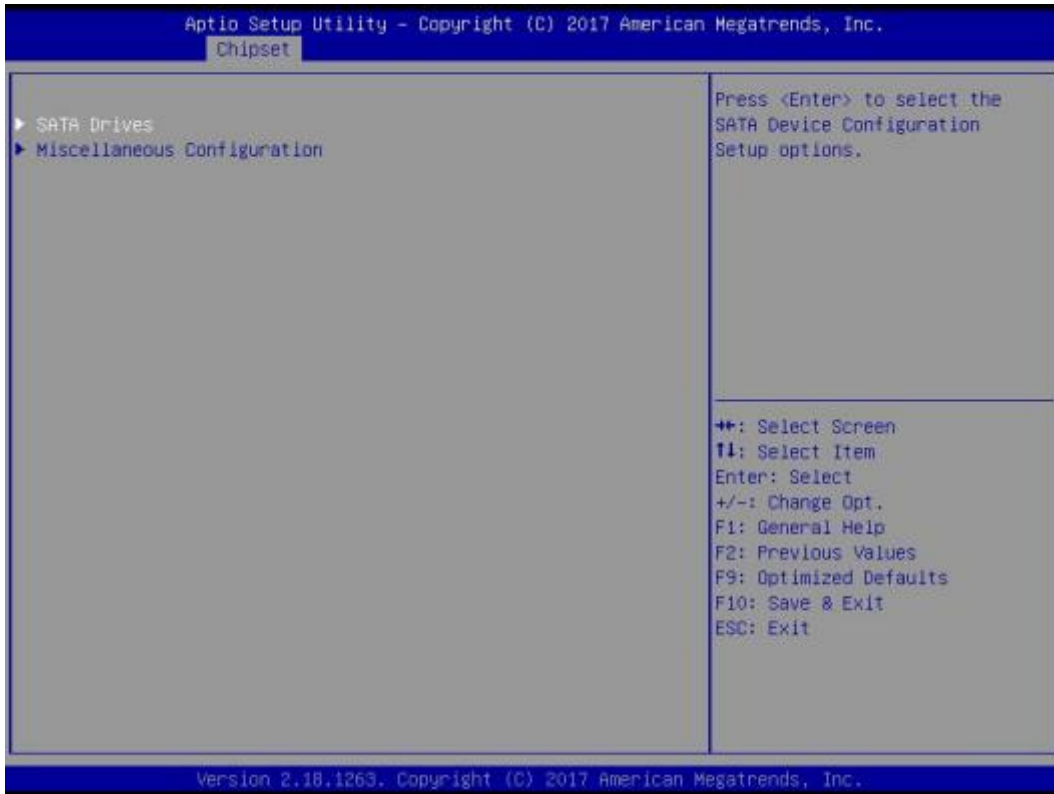 Aptio Setup Utility – Copyright (C) 2017 American Megatrends, Inc.
Chipset
SATA Drives
Miscellaneous Configuration
Press <Enter> to select the
SATA Device Configuration
Setup options.
→←: Select Screen
↑↓: Select Item
Enter: Select
+/-: Change Opt.
F1: General Help
F2: Previous Values
F9: Optimized Defaults
F10: Save & Exit
ESC: Exit
Version 2.18.1263. Copyright (C) 2017 American Megatrends, Inc.